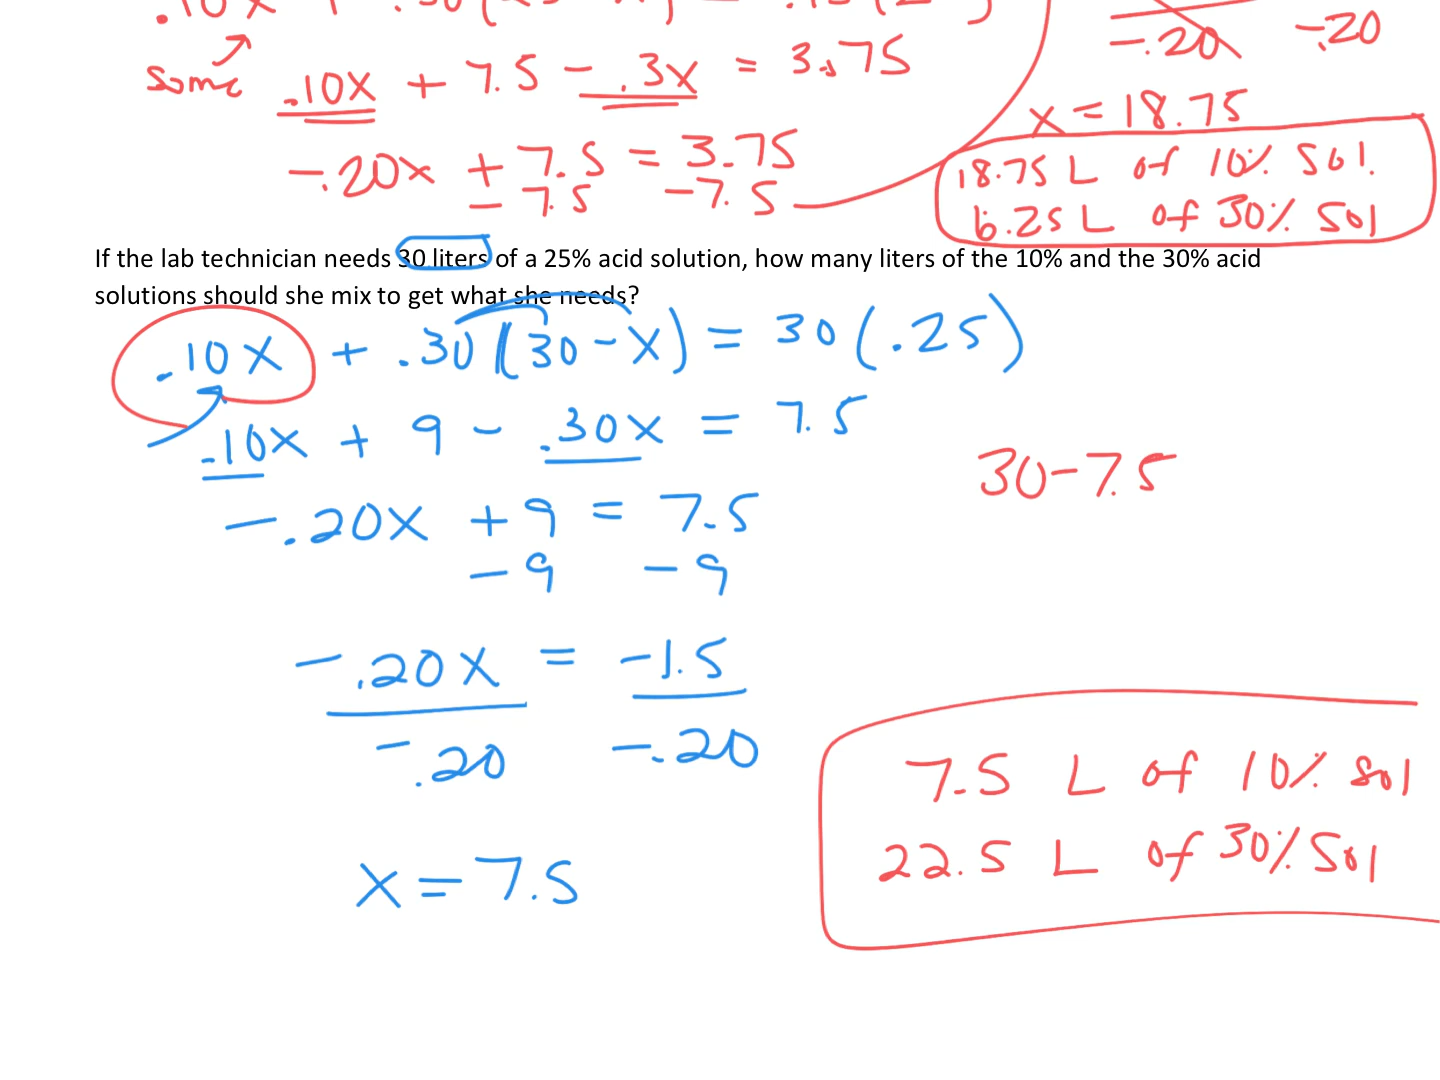 some
.10x + 7.5 - .3x = 3.75
-.20x + 7.5 = 3.75
- 7.5 -7.5
-.20 -.20
x = 18.75
18.75 L of 10% Sol.
6.25 L of 30% Sol
If the lab technician needs 30 liters of a 25% acid solution, how many liters of the 10% and the 30% acid
solutions should she mix to get what she needs?
.10x + .30(30-x) = 30(.25)
.10x + 9 - .30x = 7.5
-.20x + 9 = 7.5
-9 -9
-.20x = -1.5
-.20 -.20
x = 7.5
30-7.5
7.5 L of 10% sol
22.5 L of 30% Sol